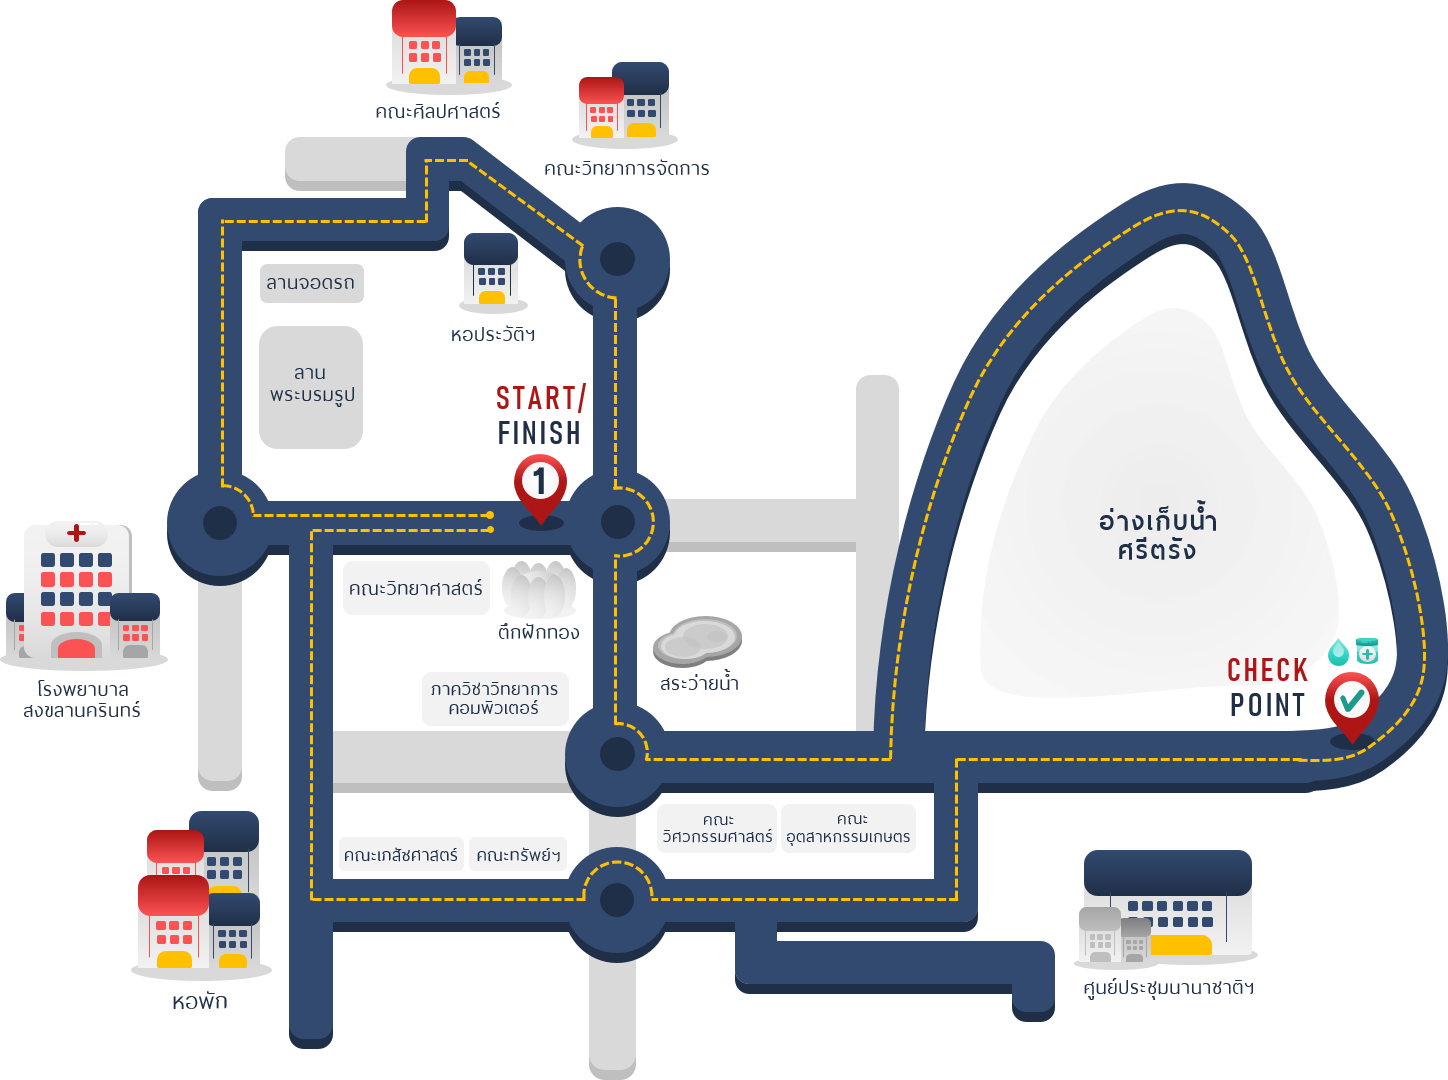 คณะศิลปศาสตร์
คณะวิทยาการจัดการ
ลานจอดรถ
หอประวัติฯ
ลาน
พระบรมรูป
START/
FINISH
1
อ่างเก็บน้ำ
ศรีตรัง
คณะวิทยาศาสตร์
ตึกฟักทอง
สระว่ายน้ำ
โรงพยาบาล
สงขลานครินทร์
ภาควิชาวิทยาการ
คอมพิวเตอร์
CHECK
POINT
คณะเภสัชศาสตร์
คณะทรัพย์ฯ
คณะ
วิศวกรรมศาสตร์
คณะ
อุตสาหกรรมเกษตร
หอพัก
ศูนย์ประชุมนานาชาติฯ